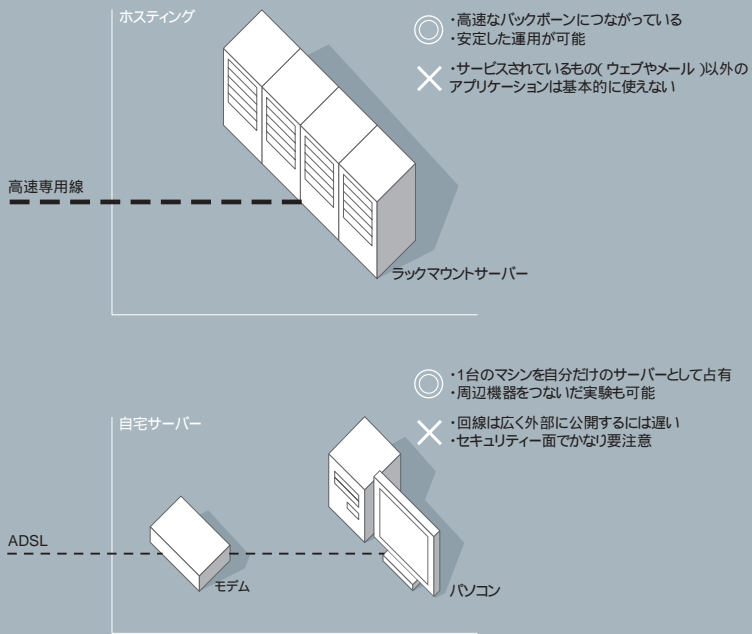 ホスティング
・高速なバックボーンにつながっている
・安定した運用が可能
・サービスされているもの(ウェブやメール)以外の
アプリケーションは基本的に使えない
高速専用線
ラックマウントサーバー
・1台のマシンを自分だけのサーバーとして占有
・周辺機器をつないだ実験も可能
自宅サーバー
・回線は広く外部に公開するには遅い
・セキュリティー面でかなり要注意
ADSL
モデム
パソコン